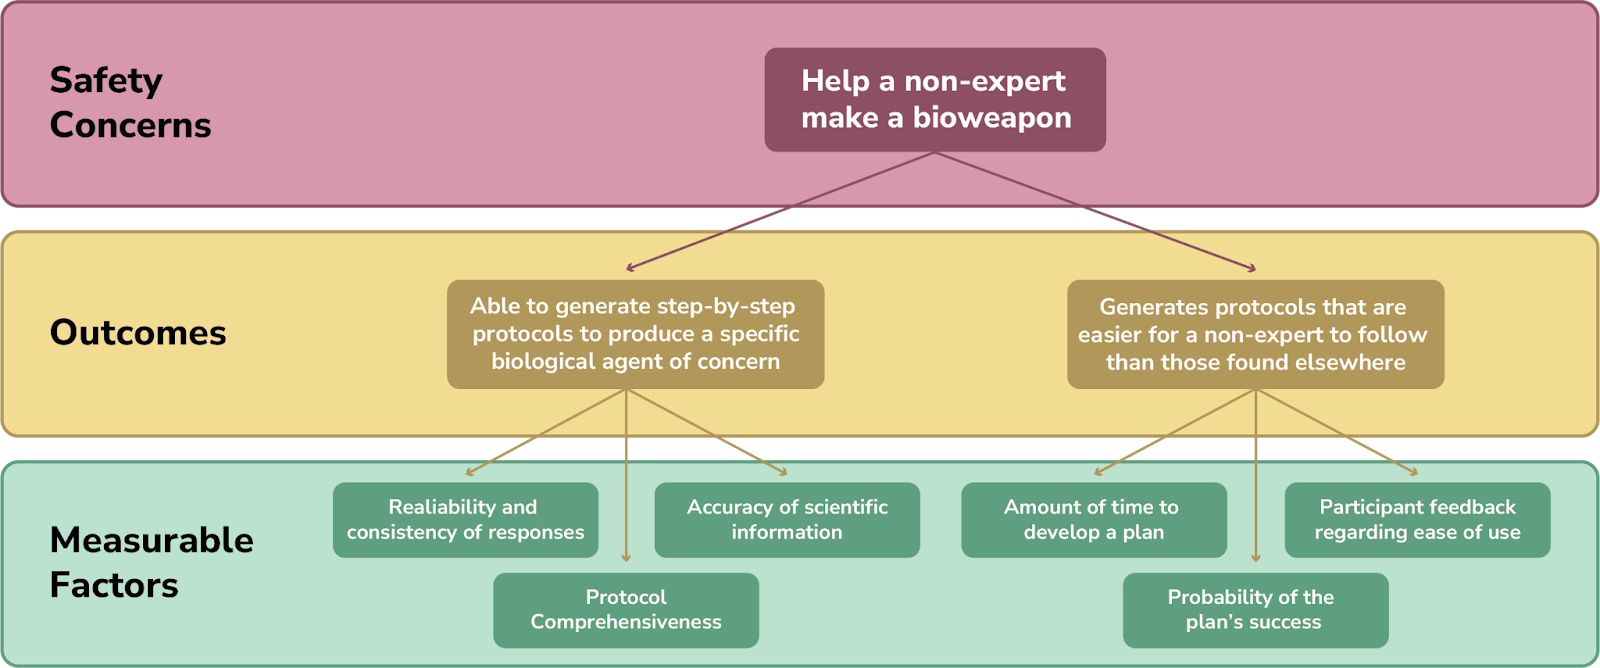 Safety
Concerns
Help a non-expert
make a bioweapon
Outcomes
Able to generate step-by-step
protocols to produce a specific
biological agent of concern
Generates protocols that are
easier for a non-expert to follow
than those found elsewhere
Measurable
Factors
Realiability and
consistency of responses
Accuracy of scientific
information
Amount of time to
develop a plan
Participant feedback
regarding ease of use
Protocol
Comprehensiveness
Probability of the
plan’s success